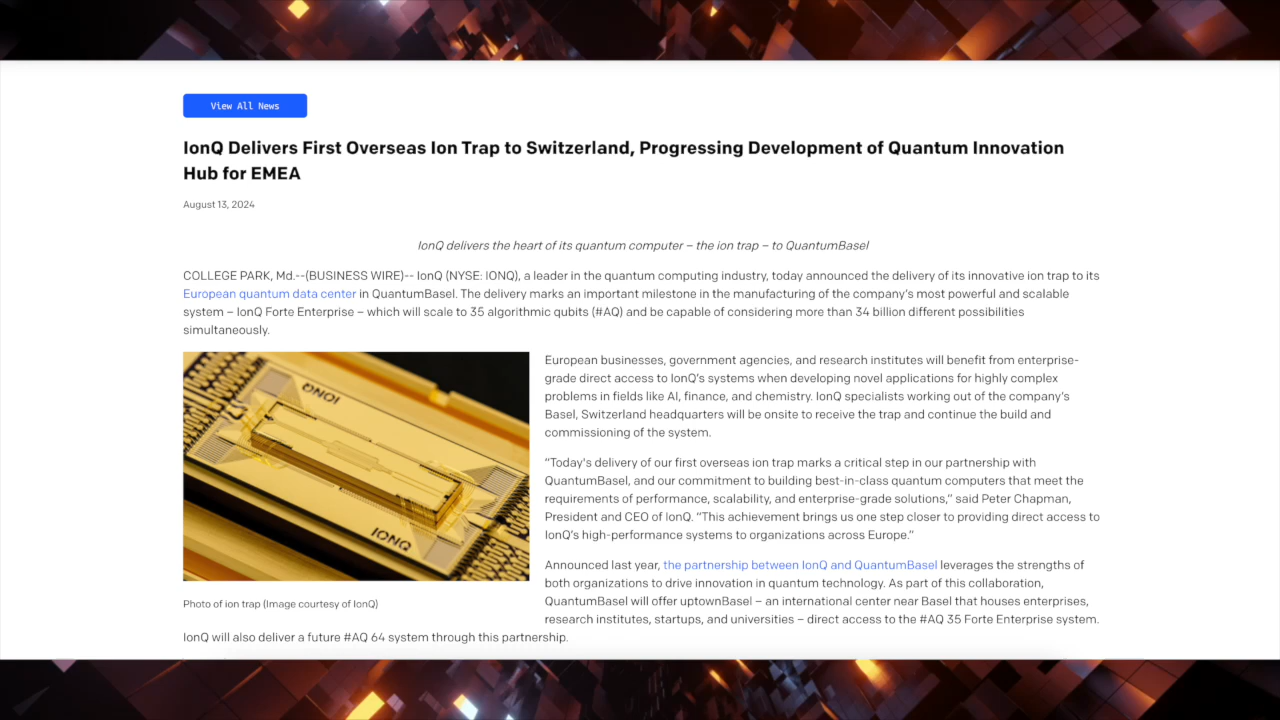 View All News
IonQ Delivers First Overseas Ion Trap to Switzerland, Progressing Development of Quantum Innovation
Hub for EMEA
August 13, 2024
IonQ delivers the heart of its quantum computer – the ion trap – to QuantumBasel
COLLEGE PARK, Md.--(BUSINESS WIRE)-- IonQ (NYSE: IONQ), a leader in the quantum computing industry, today announced the delivery of its innovative ion trap to its
European quantum data center in QuantumBasel. The delivery marks an important milestone in the manufacturing of the company's most powerful and scalable
system – IonQ Forte Enterprise – which will scale to 35 algorithmic qubits (#AQ) and be capable of considering more than 34 billion different possibilities
simultaneously.
IONQ
IONQ
Photo of ion trap (Image courtesy of IonQ)
European businesses, government agencies, and research institutes will benefit from enterprise-
grade direct access to IonQ's systems when developing novel applications for highly complex
problems in fields like AI, finance, and chemistry. IonQ specialists working out of the company's
Basel, Switzerland headquarters will be onsite to receive the trap and continue the build and
commissioning of the system.
"Today's delivery of our first overseas ion trap marks a critical step in our partnership with
QuantumBasel, and our commitment to building best-in-class quantum computers that meet the
requirements of performance, scalability, and enterprise-grade solutions," said Peter Chapman,
President and CEO of IonQ. "This achievement brings us one step closer to providing direct access to
IonQ's high-performance systems to organizations across Europe."
Announced last year, the partnership between IonQ and QuantumBasel leverages the strengths of
both organizations to drive innovation in quantum technology. As part of this collaboration,
QuantumBasel will offer uptownBasel – an international center near Basel that houses enterprises,
research institutes, startups, and universities – direct access to the #AQ 35 Forte Enterprise system.
IonQ will also deliver a future #AQ 64 system through this partnership.